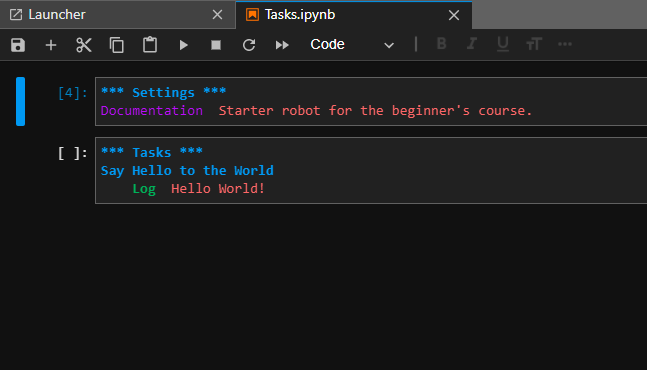 Launcher
Tasks.ipynb
Code
B I U TT
[4]:
*** Settings ***
Documentation  Starter robot for the beginner's course.
[ ]:
*** Tasks ***
Say Hello to the World
    Log  Hello World!